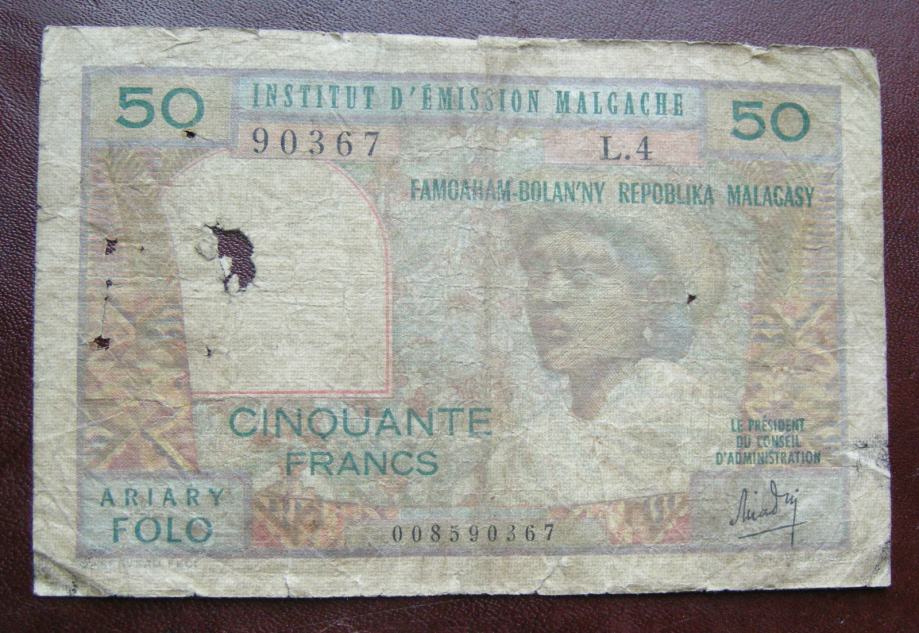 50 INSTITUT D'ÉMISSION MALGACHE 50
90367 L.4
FAMOAHAM-BOLAN'NY REPOBLIKA MALAGASY
CINQUANTE
FRANCS
LE PRÉSIDENT
DU CONSEIL
D'ADMINISTRATION
ARIARY
FOLO
008590367